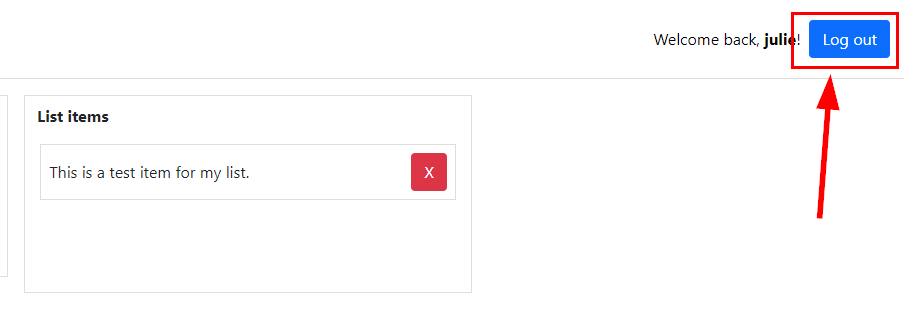 Welcome back, julie!
Log out
List items
This is a test item for my list.
X